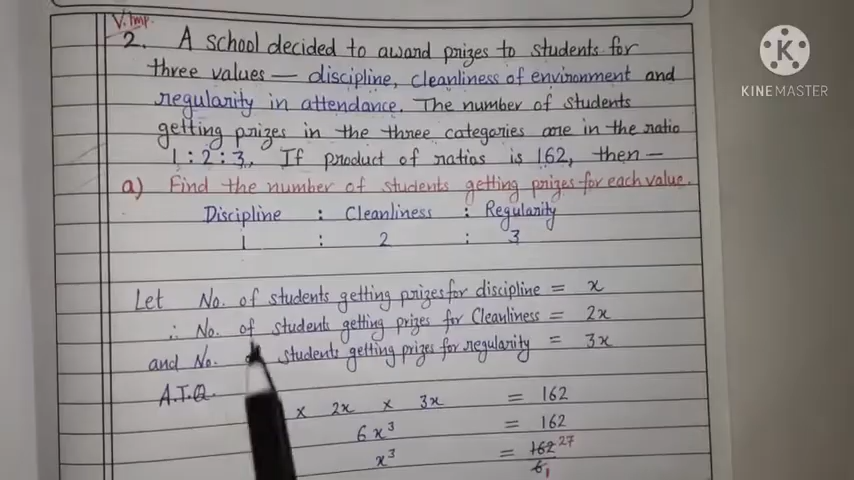 V. Imp.
2. A school decided to award prizes to students for
three values — discipline, cleanliness of environment and
regularity in attendance. The number of students
getting prizes in the three categories are in the ratio
1 : 2 : 3. If product of ratios is 162, then —
a) Find the number of students getting prizes for each value.
Discipline : Cleanliness : Regularity
1 : 2 : 3
Let No. of students getting prizes for discipline = x
∴ No. of students getting prizes for Cleanliness = 2x
and No. students getting prizes for regularity = 3x
A.T.Q.
x 2x x 3x = 162
6x³ = 162
x³ = 162 27
6 1
K
KINEMASTER